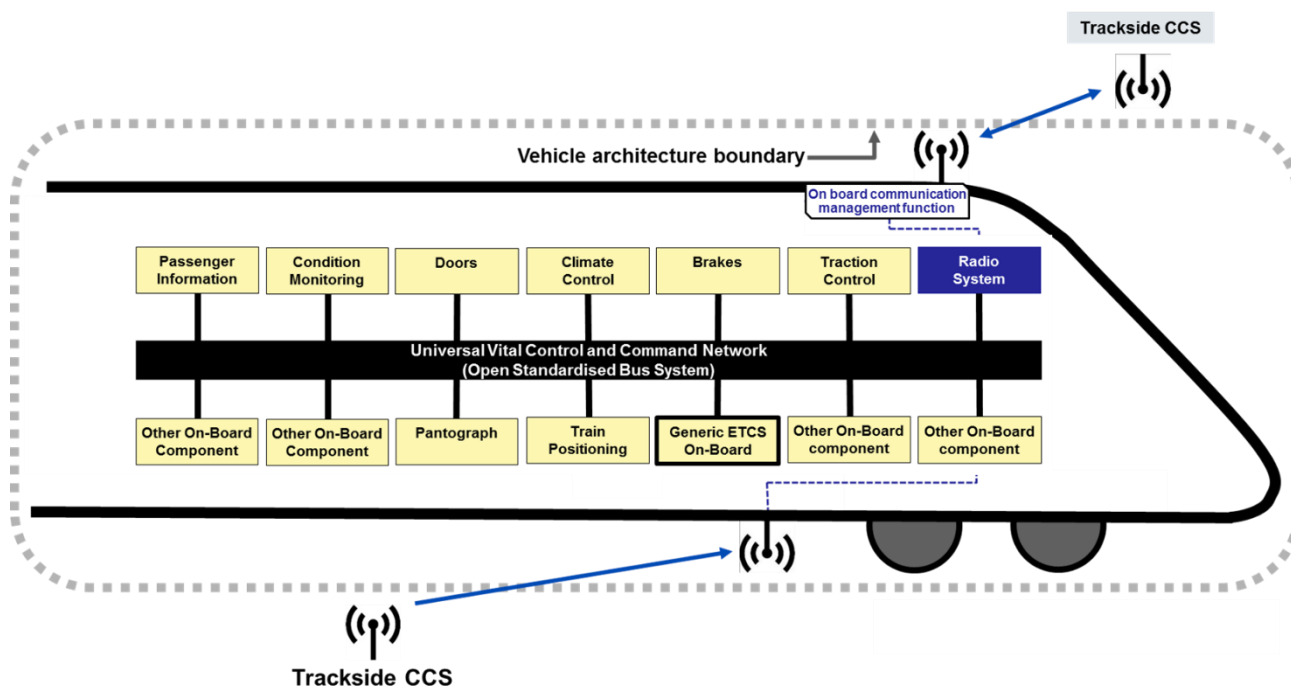 Trackside CCS
Vehicle architecture boundary
On board communication
management function
Passenger
Information
Condition
Monitoring
Doors
Climate
Control
Brakes
Traction
Control
Radio
System
Universal Vital Control and Command Network
(Open Standardised Bus System)
Other On-Board
Component
Other On-Board
Component
Pantograph
Train
Positioning
Generic ETCS
On-Board
Other On-Board
component
Other On-Board
component
Trackside CCS